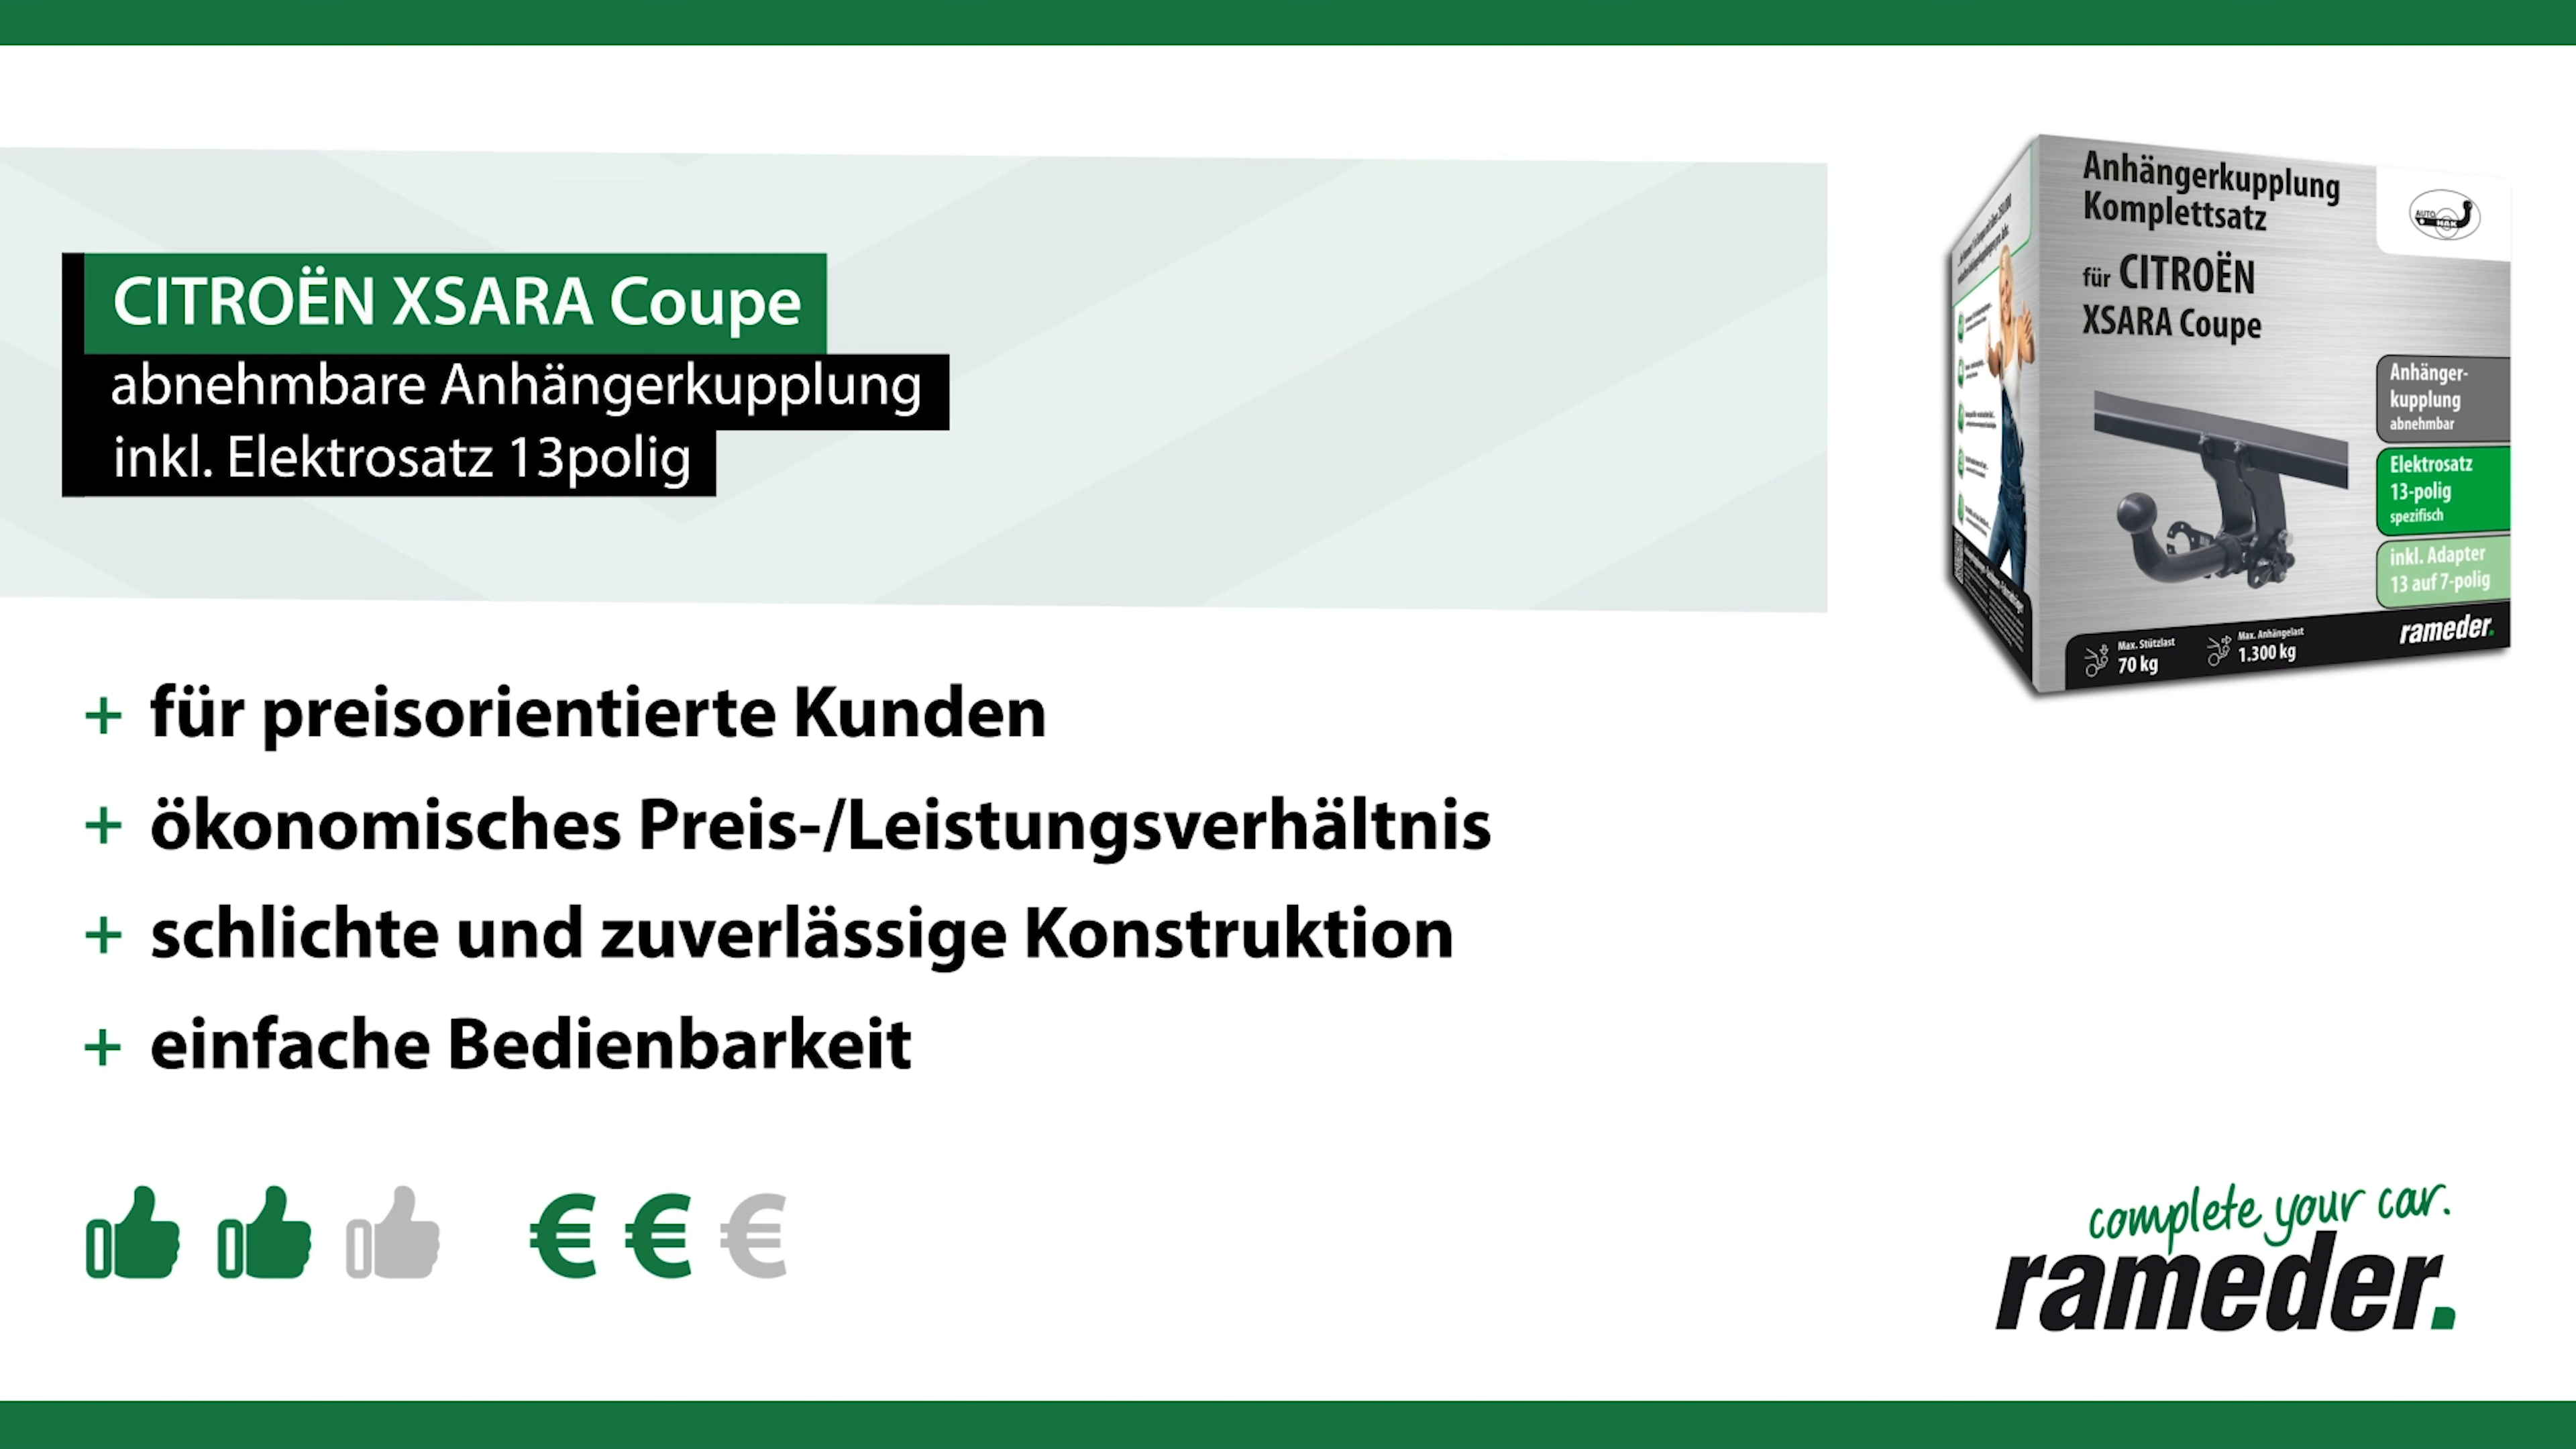 CITROËN XSARA Coupe
abnehmbare Anhängerkupplung
inkl. Elektrosatz 13polig
Anhängerkupplung
Komplettsatz
für CITROËN
XSARA Coupe
AUTO
HAK
Anhänger-
kupplung
abnehmbar
Elektrosatz
13-polig
spezifisch
inkl. Adapter
13 auf 7-polig
Max. Stützlast
70 kg
Max. Anhängelast
1.300 kg
rameder.
+ für preisorientierte Kunden
+ ökonomisches Preis-/Leistungsverhältnis
+ schlichte und zuverlässige Konstruktion
+ einfache Bedienbarkeit
€ € €
complete your car.
rameder.